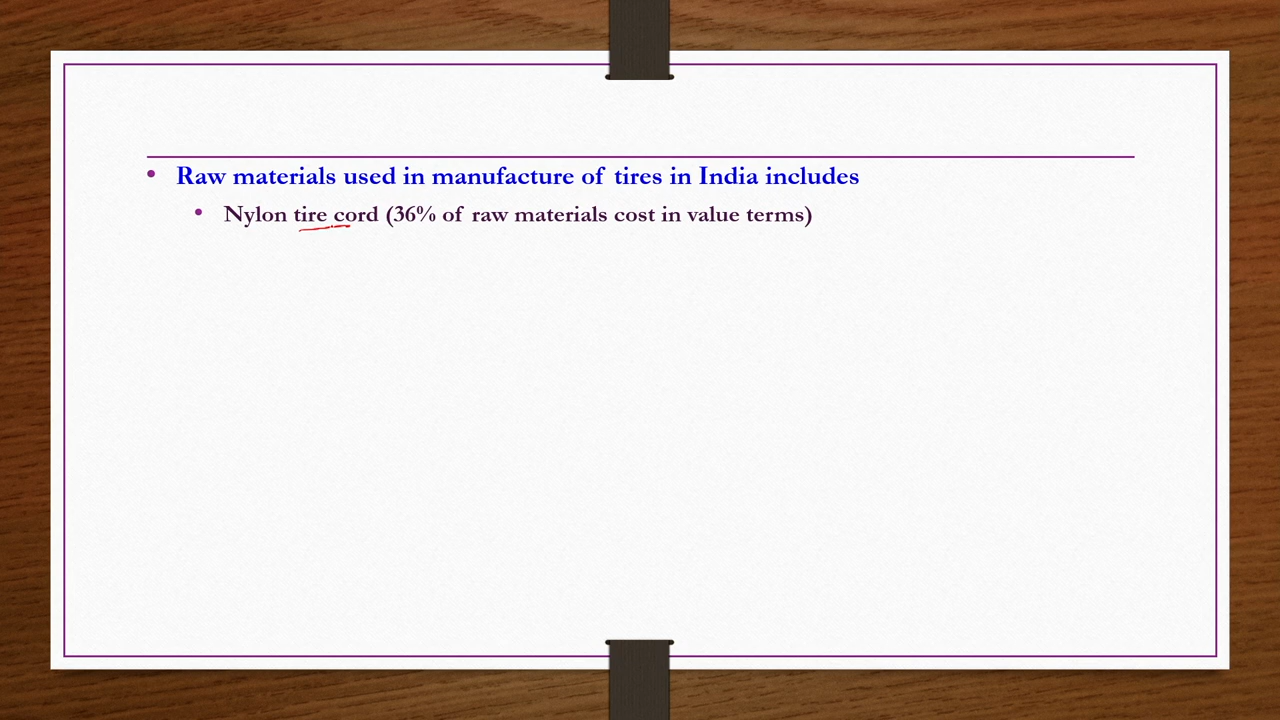 • Raw materials used in manufacture of tires in India includes
• Nylon tire cord (36% of raw materials cost in value terms)